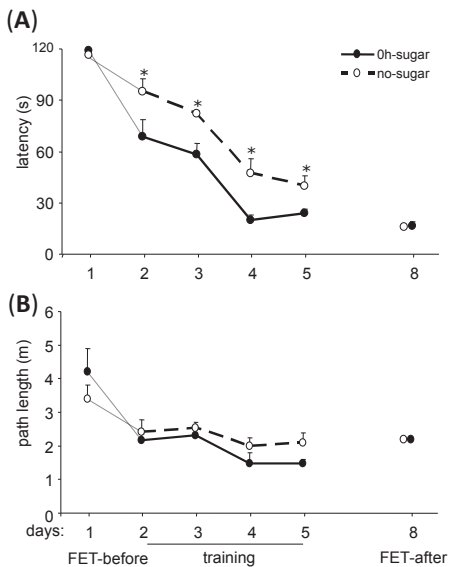 (A)
120
90
60
30
0
latency (s)
0h-sugar
no-sugar
*
*
*
*
1 2 3 4 5 8
(B)
6
5
4
3
2
1
0
path length (m)
days: 1 2 3 4 5 8
FET-before training FET-after